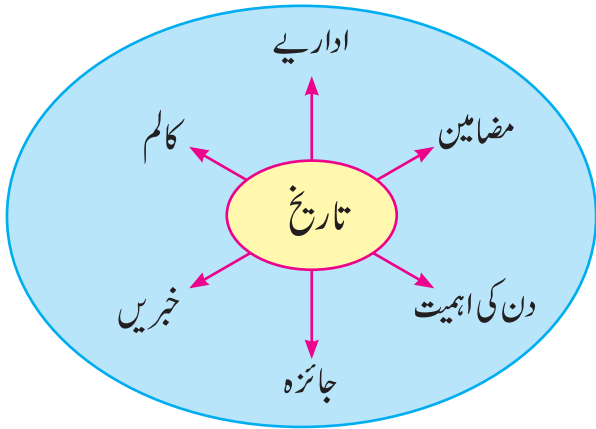 اداریے
مضامین
کالم
تاریخ
دن کی اہمیت
خبریں
جائزہ